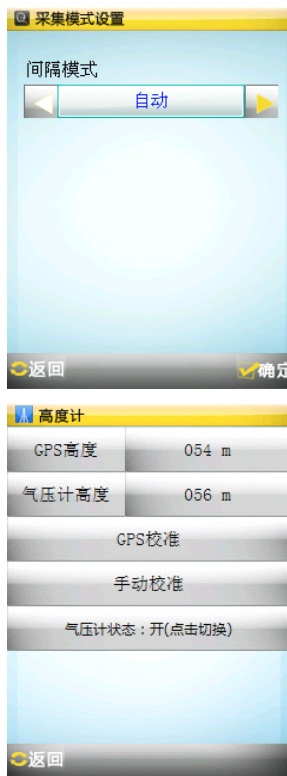 采集模式设置
间隔模式
自动
返回 确定
高度计
GPS高度 054 m
气压计高度 056 m
GPS校准
手动校准
气压计状态：开(点击切换)
返回